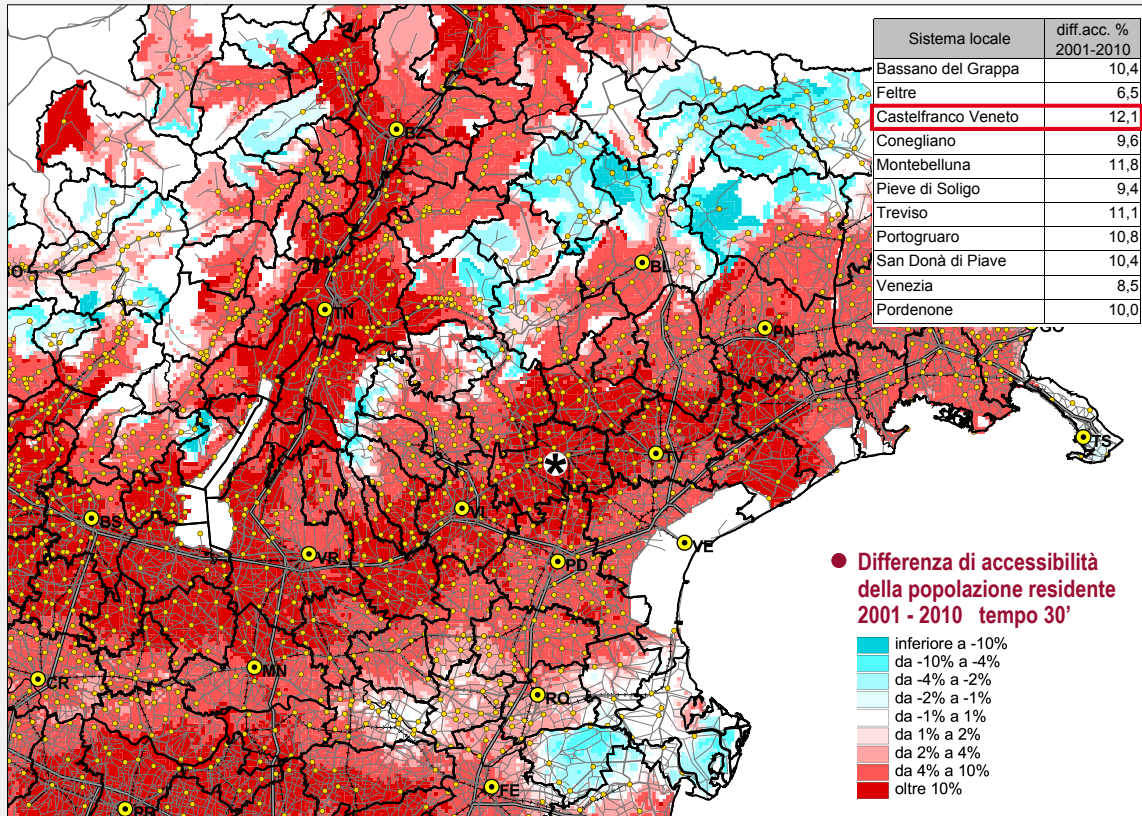 Sistema locale diff.acc. % 2001-2010
Bassano del Grappa 10,4
Feltre 6,5
Castelfranco Veneto 12,1
Conegliano 9,6
Montebelluna 11,8
Pieve di Soligo 9,4
Treviso 11,1
Portogruaro 10,8
San Donà di Piave 10,4
Venezia 8,5
Pordenone 10,0
BZ
BL
TN
PN
GO
TS
*
BS
VI
VR
PD
VE
MN
CR
RO
FE
PR
Differenza di accessibilità
della popolazione residente
2001 - 2010 tempo 30’
inferiore a -10%
da -10% a -4%
da -4% a -2%
da -2% a -1%
da -1% a 1%
da 1% a 2%
da 2% a 4%
da 4% a 10%
oltre 10%